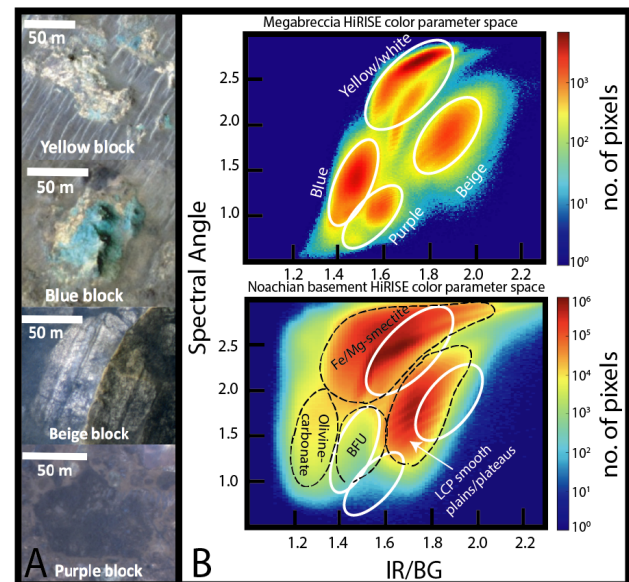 50 m
Yellow block
50 m
Blue block
50 m
Beige block
50 m
Purple block
A
Megabreccia HiRISE color parameter space
Spectral Angle
2.5
2.0
1.5
1.0
Yellow/white
Blue
Purple
Beige
1.2 1.4 1.6 1.8 2.0 2.2
10³
10²
10¹
10⁰
no. of pixels
Noachian basement HiRISE color parameter space
2.5
2.0
1.5
1.0
Fe/Mg-smectite
Olivine-
carbonate
BFU
LCP smooth
plains/plateaus
1.2 1.4 1.6 1.8 2.0 2.2
10⁶
10⁵
10⁴
10³
10²
10¹
10⁰
no. of pixels
B
IR/BG